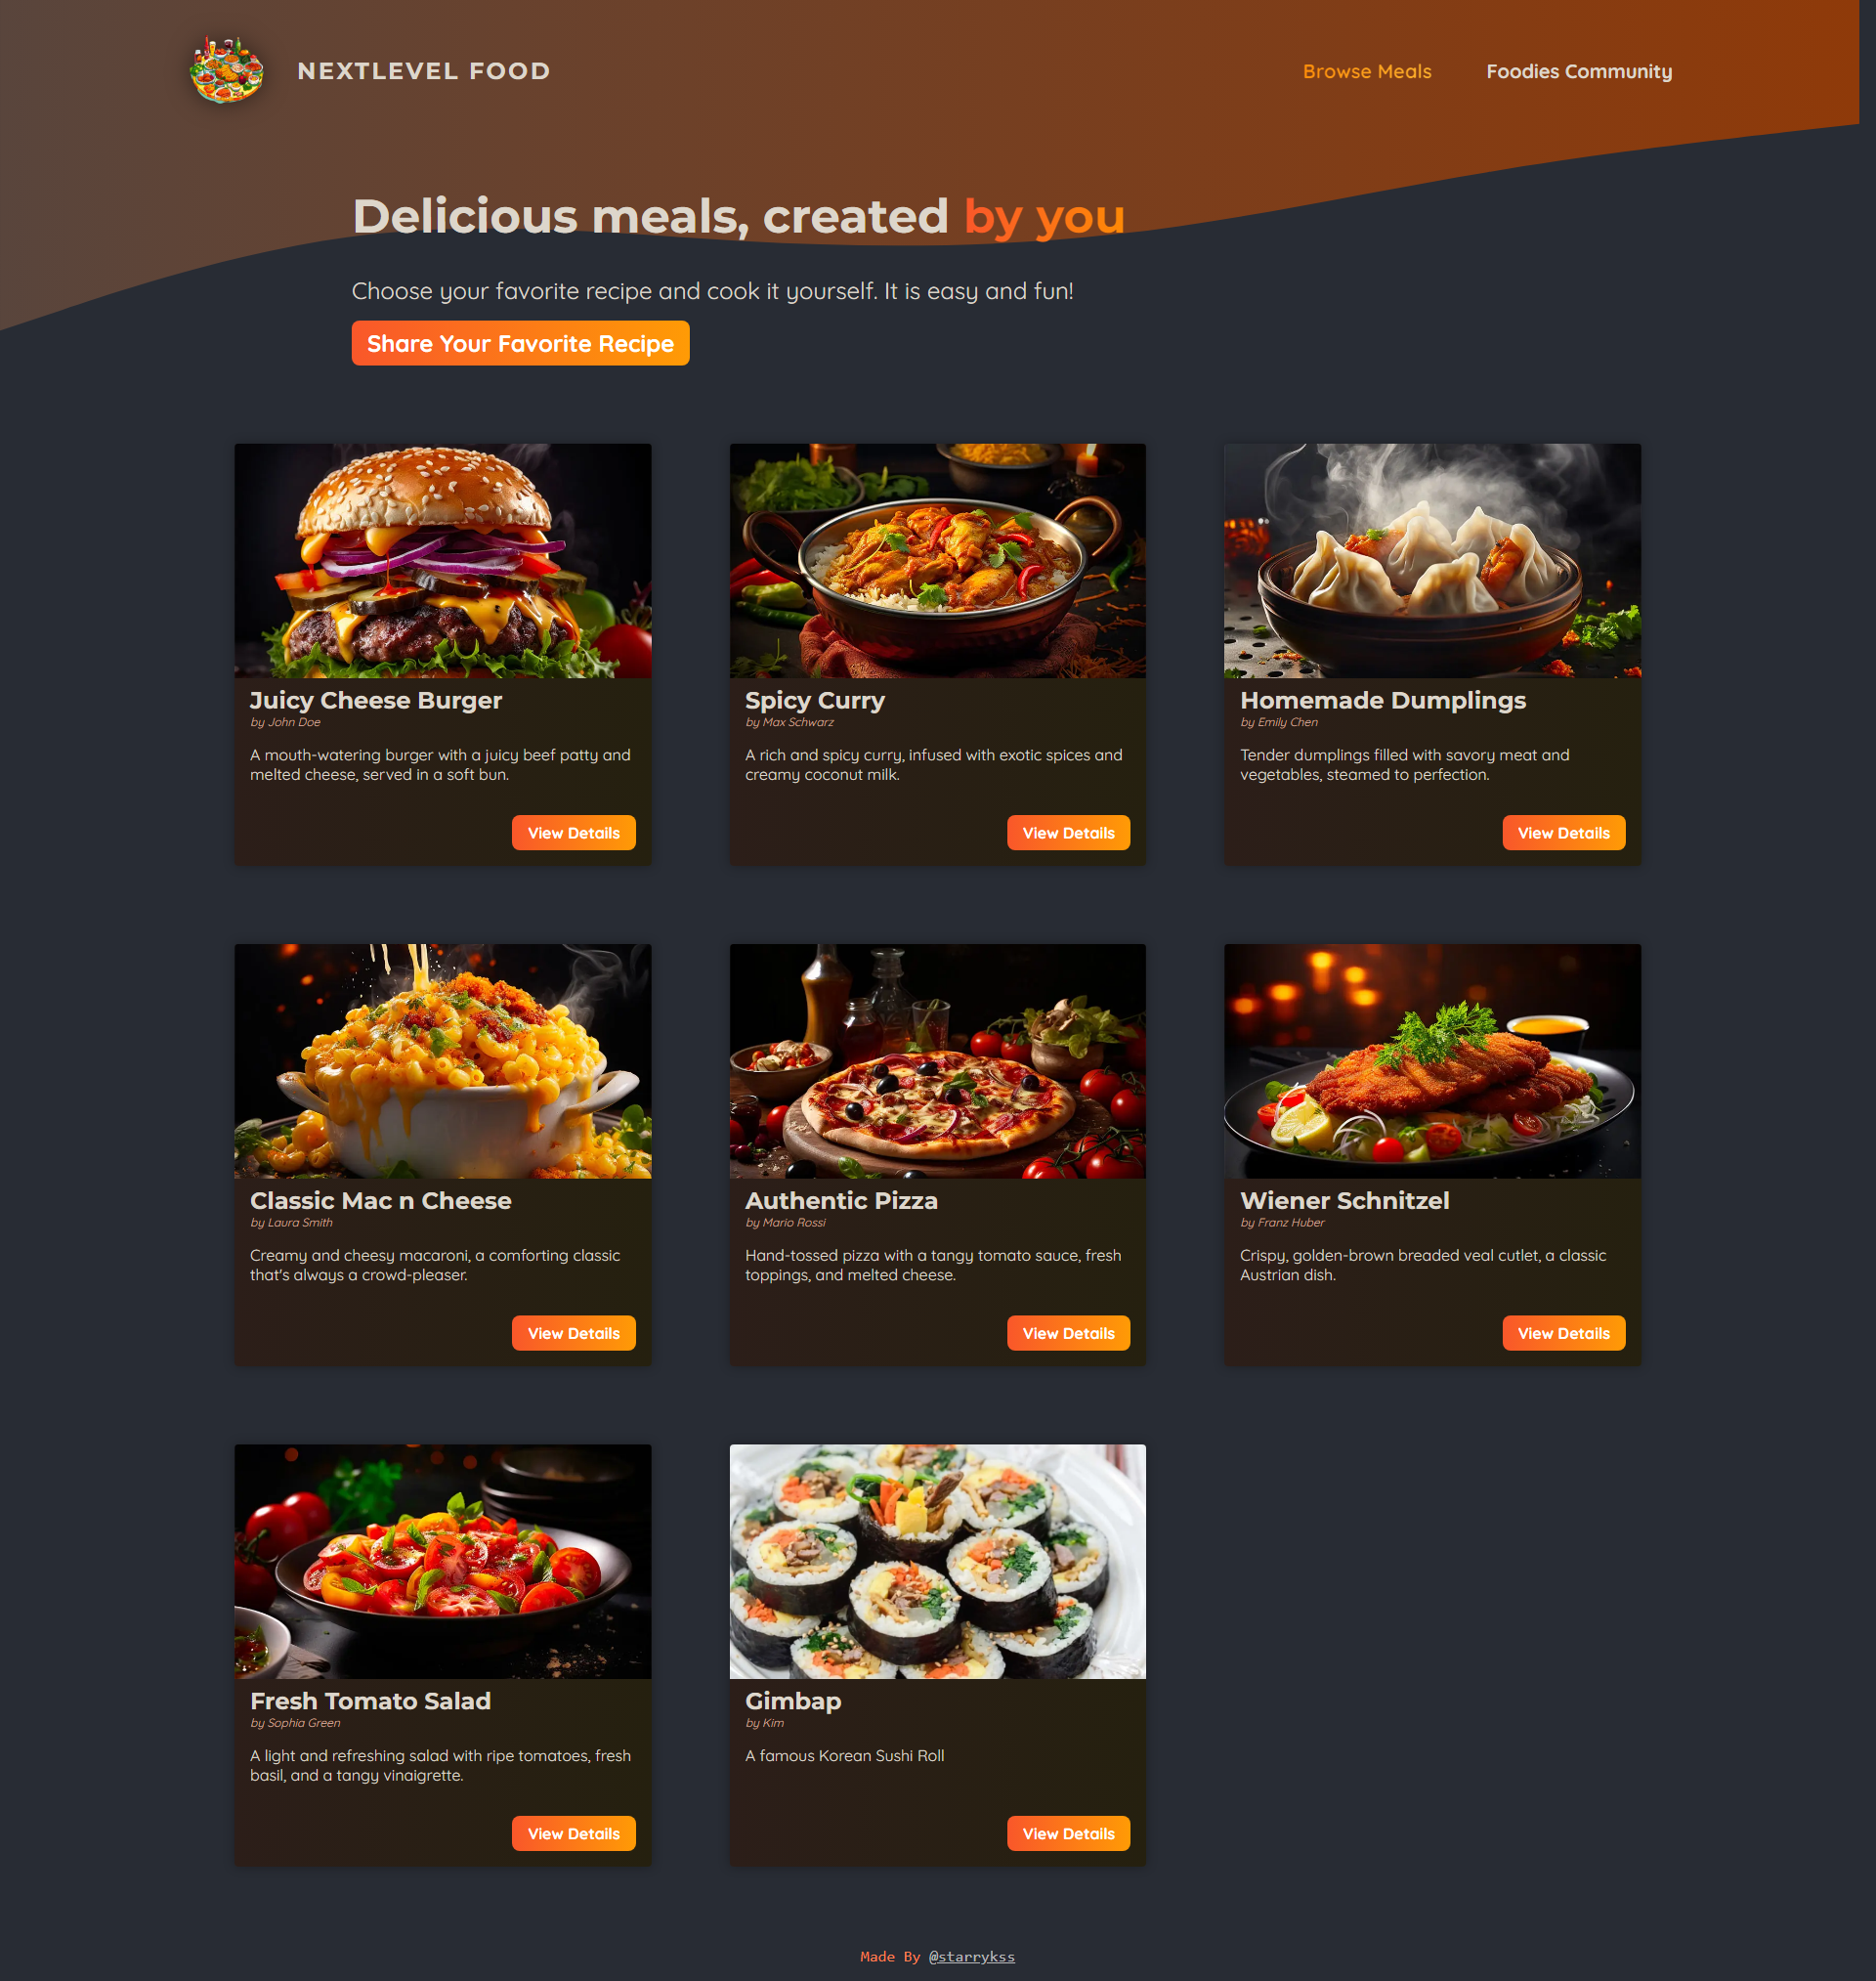 NEXTLEVEL FOOD
Browse Meals
Foodies Community
Delicious meals, created by you
Choose your favorite recipe and cook it yourself. It is easy and fun!
Share Your Favorite Recipe
Juicy Cheese Burger
by John Doe
A mouth-watering burger with a juicy beef patty and
melted cheese, served in a soft bun.
View Details
Spicy Curry
by Max Schwarz
A rich and spicy curry, infused with exotic spices and
creamy coconut milk.
View Details
Homemade Dumplings
by Emily Chen
Tender dumplings filled with savory meat and
vegetables, steamed to perfection.
View Details
Classic Mac n Cheese
by Laura Smith
Creamy and cheesy macaroni, a comforting classic
that's always a crowd-pleaser.
View Details
Authentic Pizza
by Mario Rossi
Hand-tossed pizza with a tangy tomato sauce, fresh
toppings, and melted cheese.
View Details
Wiener Schnitzel
by Franz Huber
Crispy, golden-brown breaded veal cutlet, a classic
Austrian dish.
View Details
Fresh Tomato Salad
by Sophia Green
A light and refreshing salad with ripe tomatoes, fresh
basil, and a tangy vinaigrette.
View Details
Gimbap
by Kim
A famous Korean Sushi Roll
View Details
Made By @starrykss